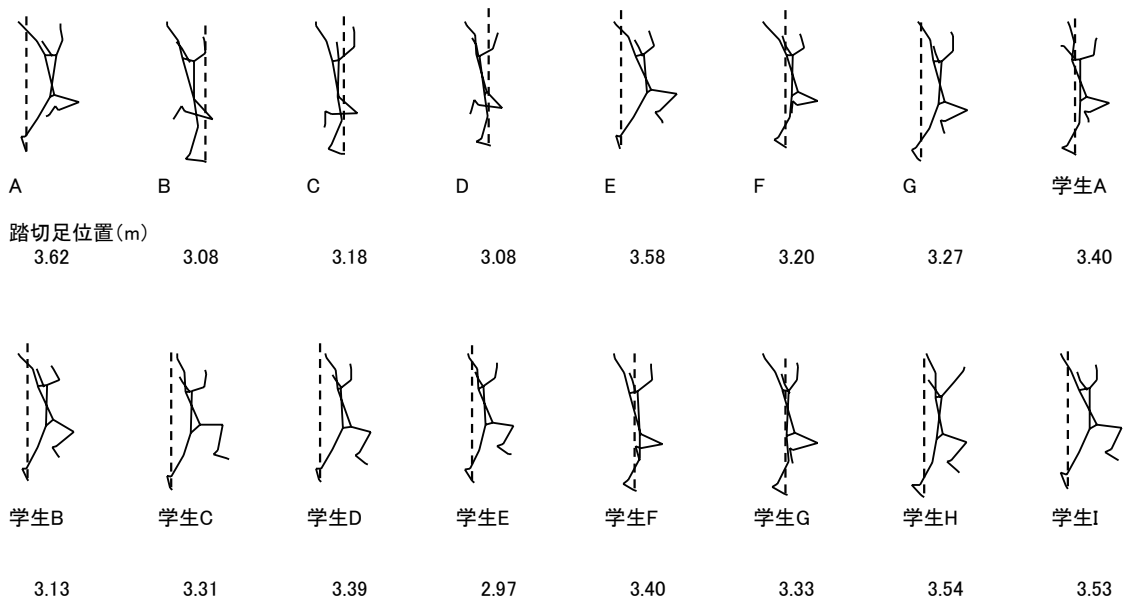 A B C D E F G 学生A
踏切足位置(m)
3.62 3.08 3.18 3.08 3.58 3.20 3.27 3.40
学生B 学生C 学生D 学生E 学生F 学生G 学生H 学生I
3.13 3.31 3.39 2.97 3.40 3.33 3.54 3.53